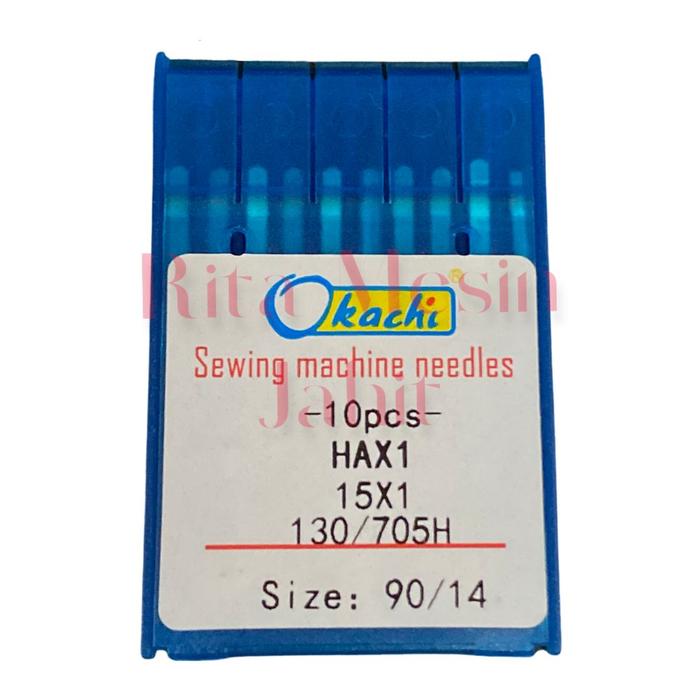 Okachi
®
Sewing machine needles
-10pcs-
HAX1
15X1
130/705H
Size: 90/14
Rita Mesin
Jahit